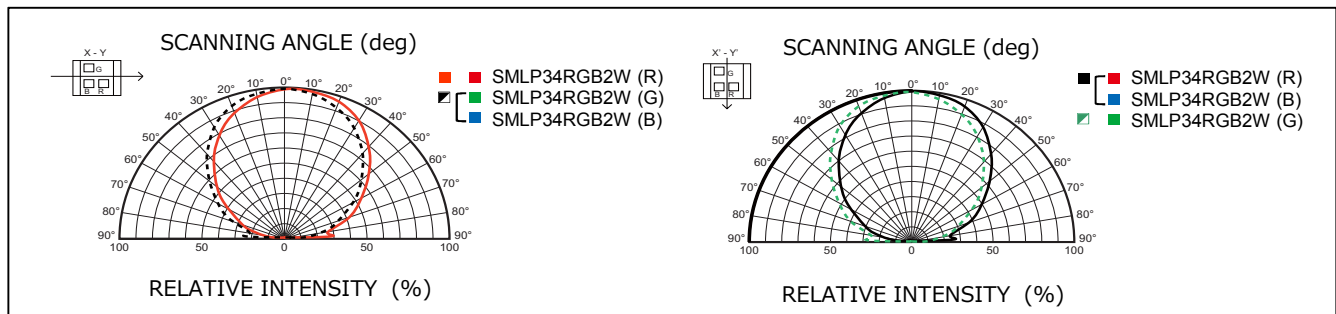 X - Y
G
B R
SCANNING ANGLE (deg)
SMLP34RGB2W (R)
SMLP34RGB2W (G)
SMLP34RGB2W (B)
0°
10° 10°
20° 20°
30° 30°
40° 40°
50° 50°
60° 60°
70° 70°
80° 80°
90° 90°
100 50 0 50 100
RELATIVE INTENSITY (%)
X' - Y'
G
B R
SCANNING ANGLE (deg)
SMLP34RGB2W (R)
SMLP34RGB2W (B)
SMLP34RGB2W (G)
0°
10° 10°
20° 20°
30° 30°
40° 40°
50° 50°
60° 60°
70° 70°
80° 80°
90° 90°
100 50 0 50 100
RELATIVE INTENSITY (%)